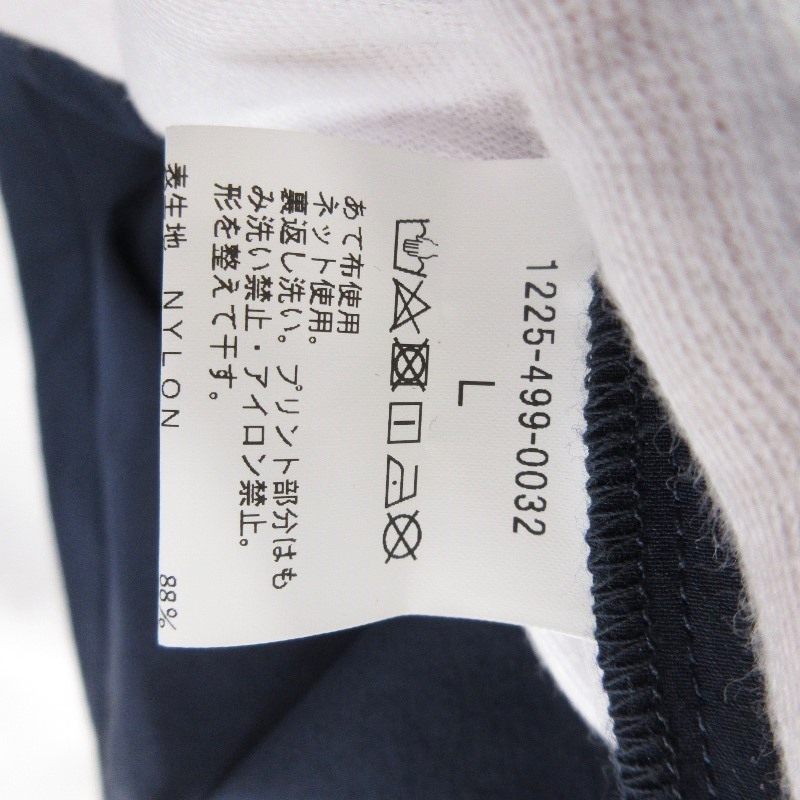 1225-499-0032
L
あて布使用
ネット使用。
裏返し洗い。プリント部分はも
み洗い禁止・アイロン禁止。
形を整えて干す。
表生地 NYLON 88%